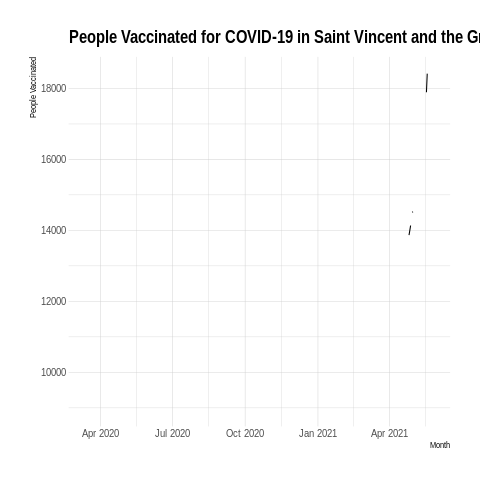 People Vaccinated for COVID-19 in Saint Vincent and the Gr
People Vaccinated
18000
16000
14000
12000
10000
Apr 2020 Jul 2020 Oct 2020 Jan 2021 Apr 2021
Month